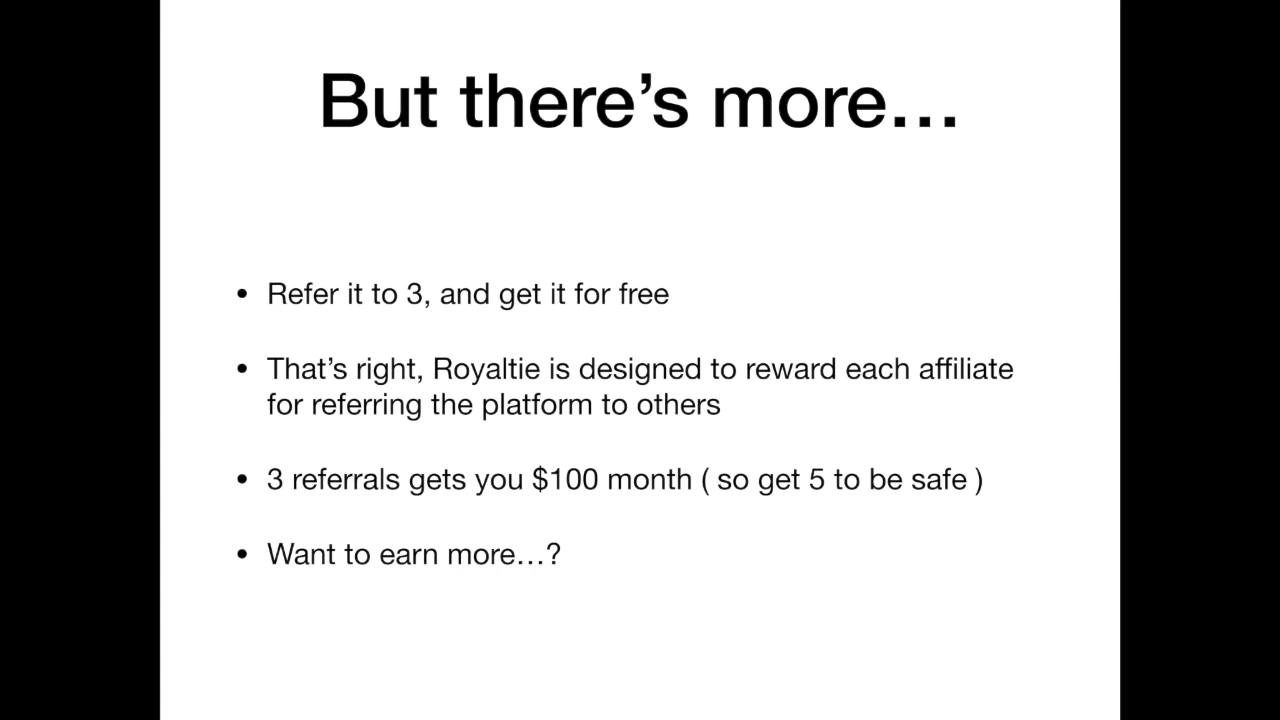 But there’s more…
• Refer it to 3, and get it for free
• That’s right, Royaltie is designed to reward each affiliate
for referring the platform to others
• 3 referrals gets you $100 month ( so get 5 to be safe )
• Want to earn more…?